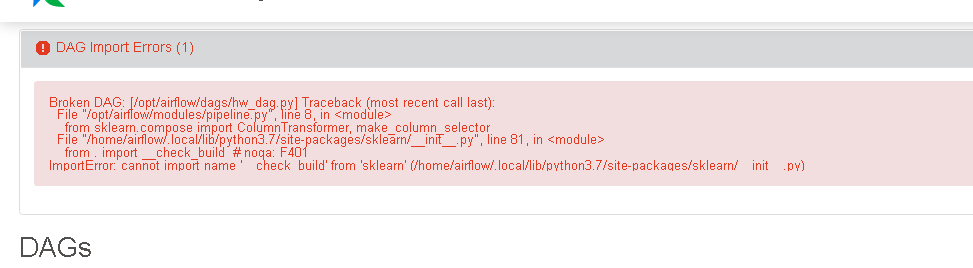 DAG Import Errors (1)
Broken DAG: [/opt/airflow/dags/hw_dag.py] Traceback (most recent call last):
File "/opt/airflow/modules/pipeline.py", line 8, in <module>
from sklearn.compose import ColumnTransformer, make_column_selector
File "/home/airflow/.local/lib/python3.7/site-packages/sklearn/__init__.py", line 81, in <module>
from . import __check_build  # noqa: F401
ImportError: cannot import name '__check_build' from 'sklearn' (/home/airflow/.local/lib/python3.7/site-packages/sklearn/__init__.py)
DAGs